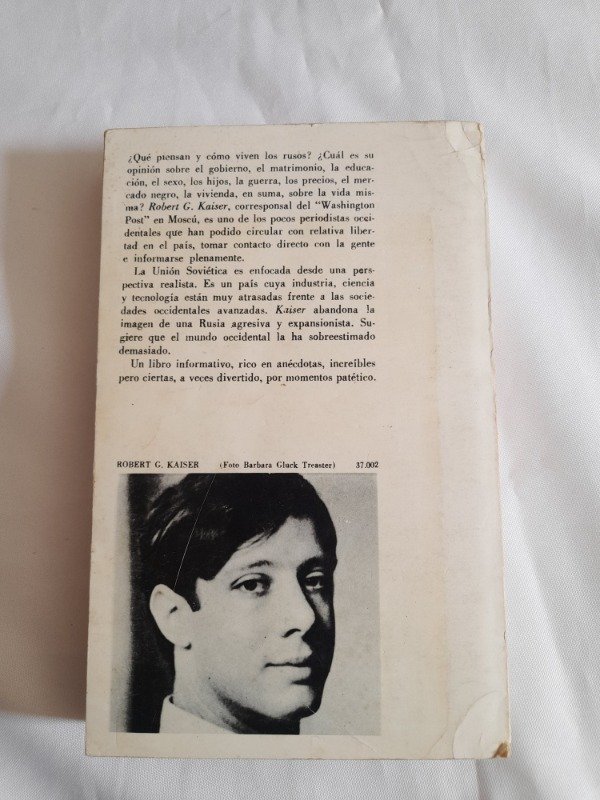 ¿Qué piensan y cómo viven los rusos? ¿Cuál es su
opinión sobre el gobierno, el matrimonio, la educa-
ción, el sexo, los hijos, la guerra, los precios, el mer-
cado negro, la vivienda, en suma, sobre la vida mis-
ma? Robert G. Kaiser, corresponsal del "Washington
Post" en Moscú, es uno de los pocos periodistas occi-
dentales que han podido circular con relativa liber-
tad en el país, tomar contacto directo con la gente
e informarse plenamente.
La Unión Soviética es enfocada desde una pers-
pectiva realista. Es un país cuya industria, ciencia
y tecnología están muy atrasadas frente a las socie-
dades occidentales avanzadas. Kaiser abandona la
imagen de una Rusia agresiva y expansionista. Su-
giere que el mundo occidental la ha sobreestimado
demasiado.
Un libro informativo, rico en anécdotas, increíbles
pero ciertas, a veces divertido, por momentos patético.
ROBERT G. KAISER (Foto Barbara Gluck Treaster) 37.002